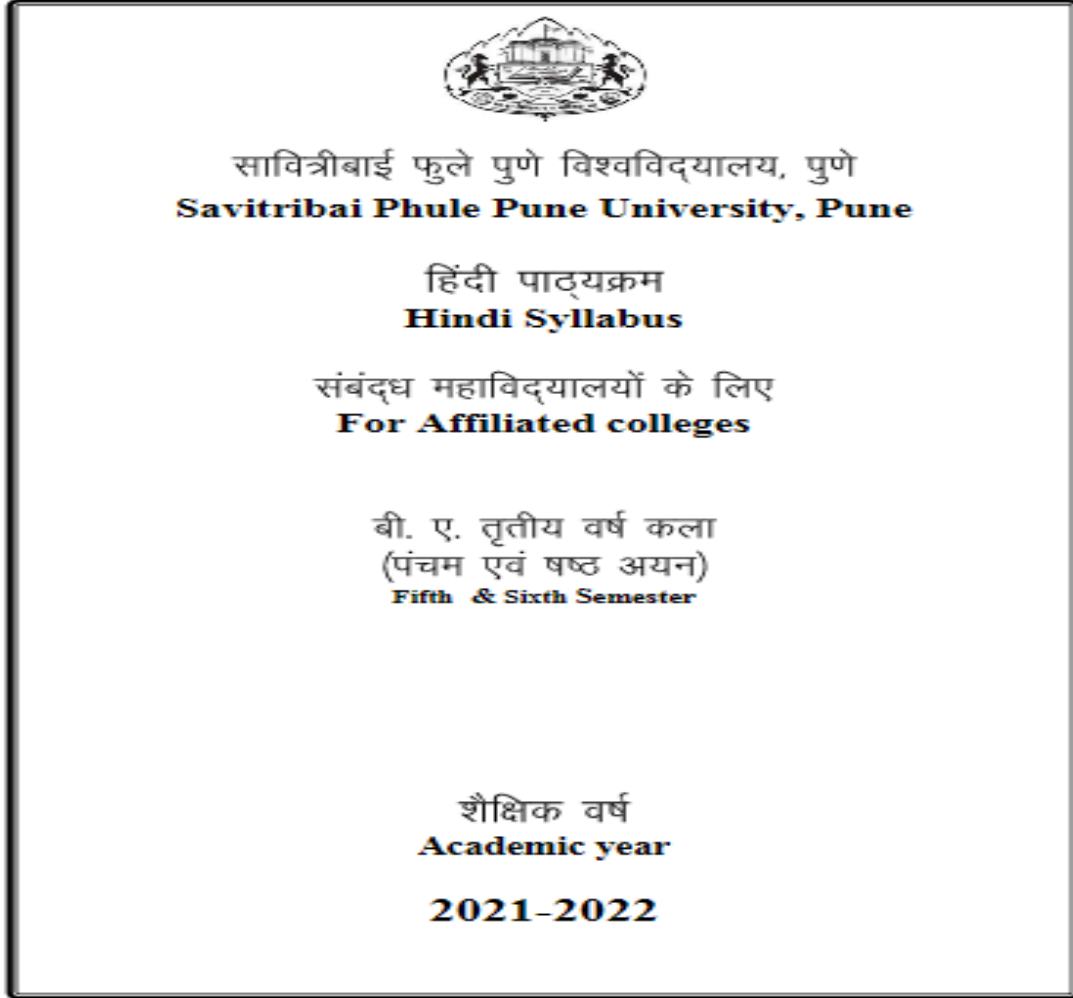 सावित्रीबाई फुले पुणे विश्वविद्‌यालय, पुणे
Savitribai Phule Pune University, Pune
हिंदी पाठ्‌यक्रम
Hindi Syllabus
संबंद्‌ध महाविद्‌यालयों के लिए
For Affiliated colleges
बी. ए. तृतीय वर्ष कला
(पंचम एवं षष्ठ अयन)
Fifth & Sixth Semester
शैक्षिक वर्ष
Academic year
2021-2022